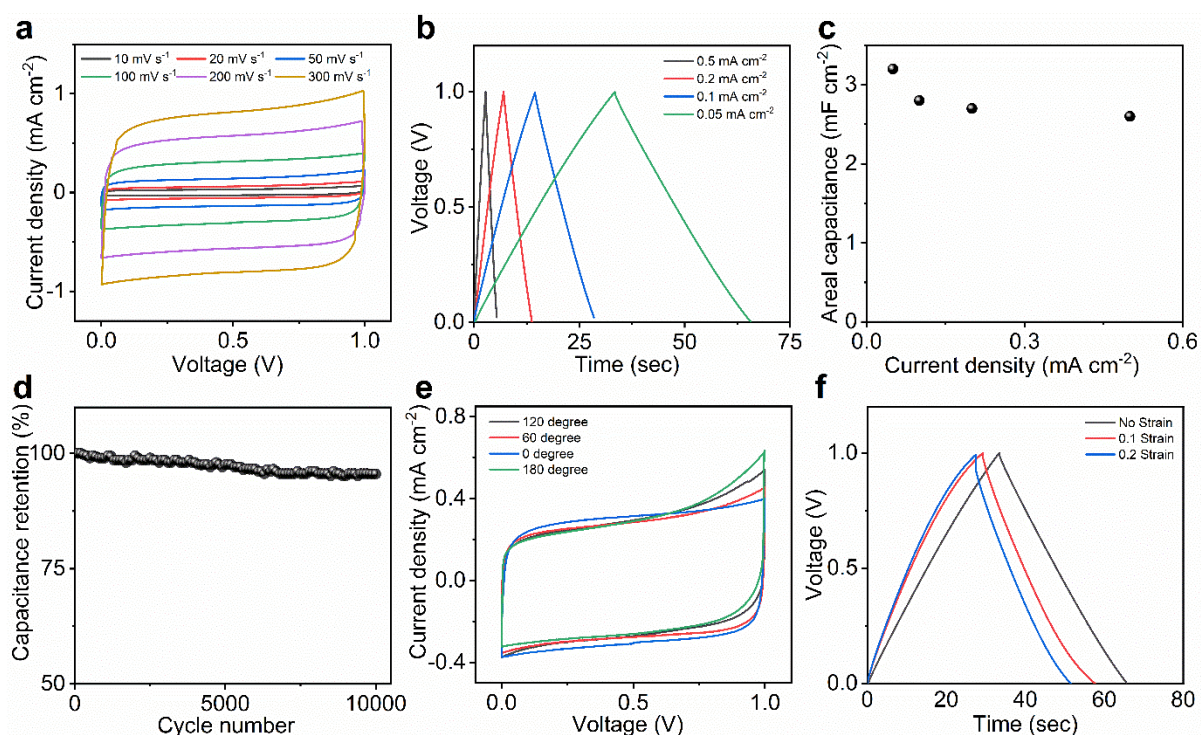 a
10 mV s⁻¹ 20 mV s⁻¹ 50 mV s⁻¹
100 mV s⁻¹ 200 mV s⁻¹ 300 mV s⁻¹
Current density (mA cm⁻²)
1
0
-1
0.0 0.5 1.0
Voltage (V)
b
0.5 mA cm⁻²
0.2 mA cm⁻²
0.1 mA cm⁻²
0.05 mA cm⁻²
Voltage (V)
1.0
0.5
0.0
0 25 50 75
Time (sec)
c
Areal capacitance (mF cm⁻²)
3
2
1
0
0.0 0.3 0.6
Current density (mA cm⁻²)
d
Capacitance retention (%)
100
75
50
0 5000 10000
Cycle number
e
120 degree
60 degree
0 degree
180 degree
Current density (mA cm⁻²)
0.8
0.4
0.0
-0.4
0.0 0.5 1.0
Voltage (V)
f
No Strain
0.1 Strain
0.2 Strain
Voltage (V)
1.0
0.5
0.0
0 20 40 60 80
Time (sec)